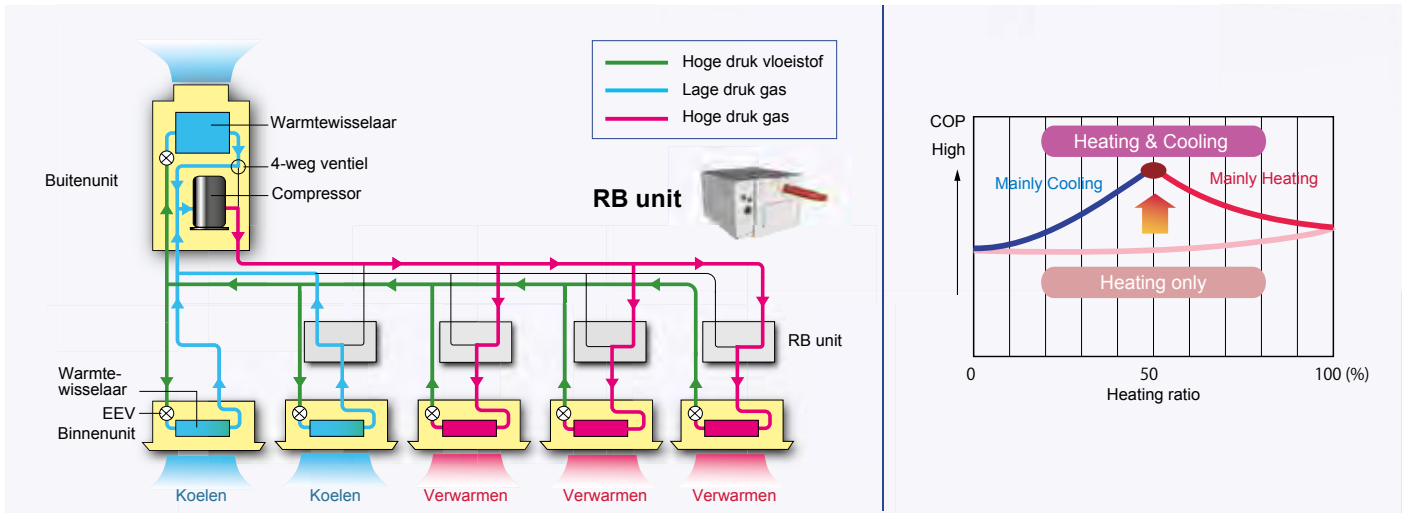 Hoge druk vloeistof
Lage druk gas
Hoge druk gas
Warmtewisselaar
4-weg ventiel
Compressor
Buitenunit
RB unit
RB unit
Warmte-
wisselaar
EEV
Binnenunit
Koelen
Koelen
Verwarmen
Verwarmen
Verwarmen
COP
High
Heating & Cooling
Mainly Cooling
Mainly Heating
Heating only
0
50
100 (%)
Heating ratio